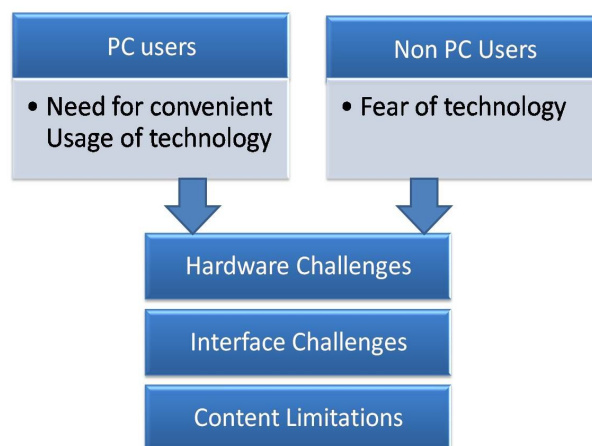 PC users
• Need for convenient
Usage of technology
Non PC Users
• Fear of technology
Hardware Challenges
Interface Challenges
Content Limitations